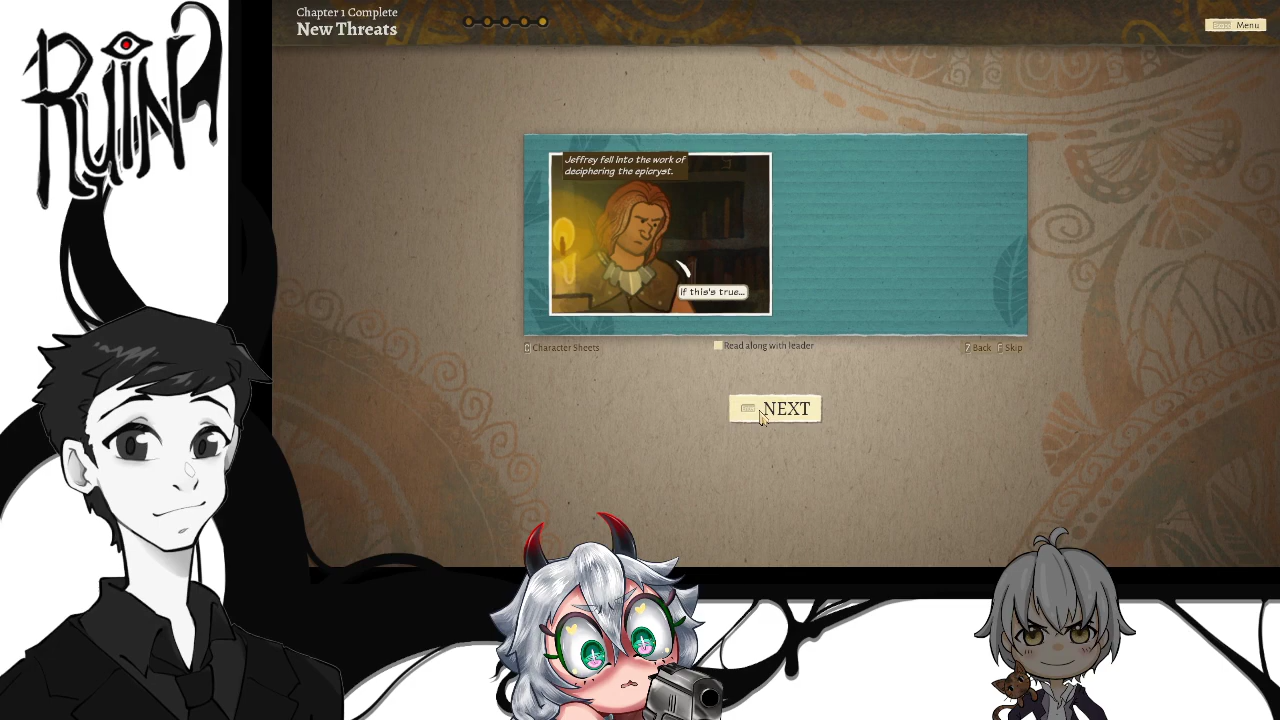 RUIN
Chapter 1 Complete
New Threats
Menu
Jeffrey fell into the work of
deciphering the epicryst.
If this's true...
C Character Sheets
Read along with leader
Z Back
F Skip
NEXT